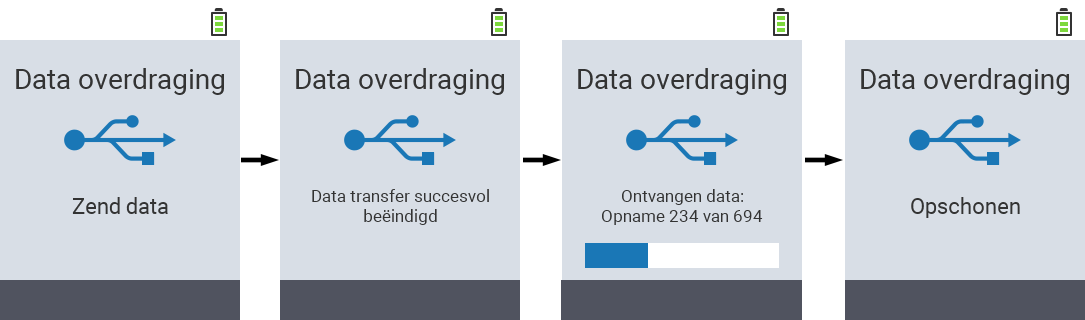 Data overdraging
Zend data
Data overdraging
Data transfer succesvol
beëindigd
Data overdraging
Ontvangen data:
Opname 234 van 694
Data overdraging
Opschonen